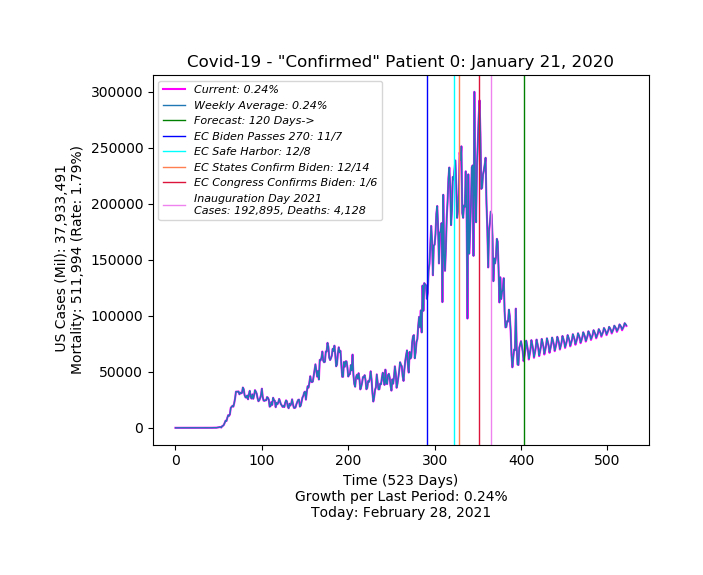 Covid-19 - "Confirmed" Patient 0: January 21, 2020
Current: 0.24%
Weekly Average: 0.24%
Forecast: 120 Days->
EC Biden Passes 270: 11/7
EC Safe Harbor: 12/8
EC States Confirm Biden: 12/14
EC Congress Confirms Biden: 1/6
Inauguration Day 2021
Cases: 192,895, Deaths: 4,128
US Cases (Mil): 37,933,491
Mortality: 511,994 (Rate: 1.79%)
300000
250000
200000
150000
100000
50000
0
0 100 200 300 400 500
Time (523 Days)
Growth per Last Period: 0.24%
Today: February 28, 2021